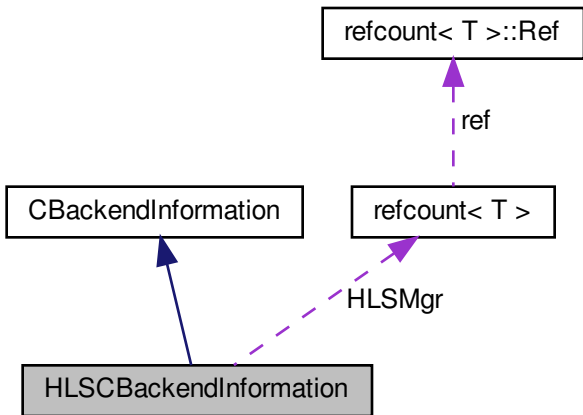 refcount< T >::Ref
ref
CBackendInformation
refcount< T >
HLSMgr
HLSCBackendInformation